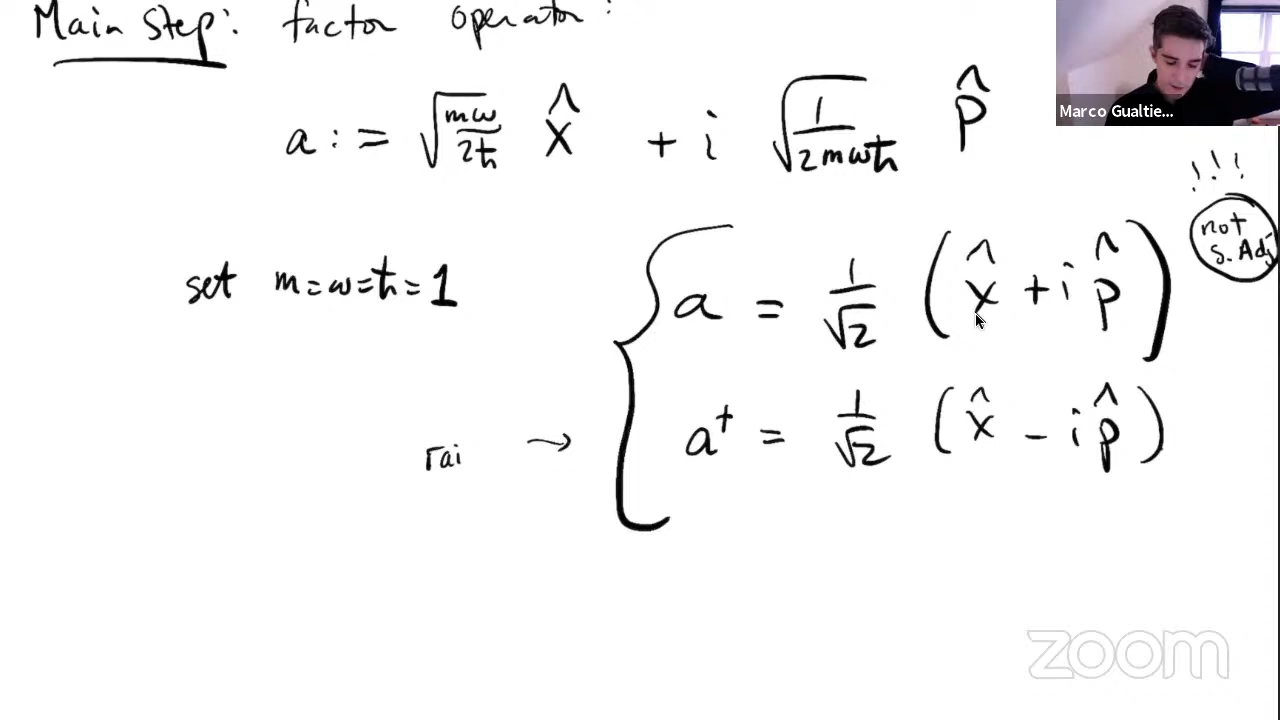 Main Step: factor operator:
a := √(mω/2ħ) x̂ + i √(1/2mωħ) p̂
Marco Gualtie...
!!!
not
S. Adj
set m=ω=ħ=1
a = 1/√2 (x̂ + i p̂)
rai → a† = 1/√2 (x̂ - i p̂)
zoom